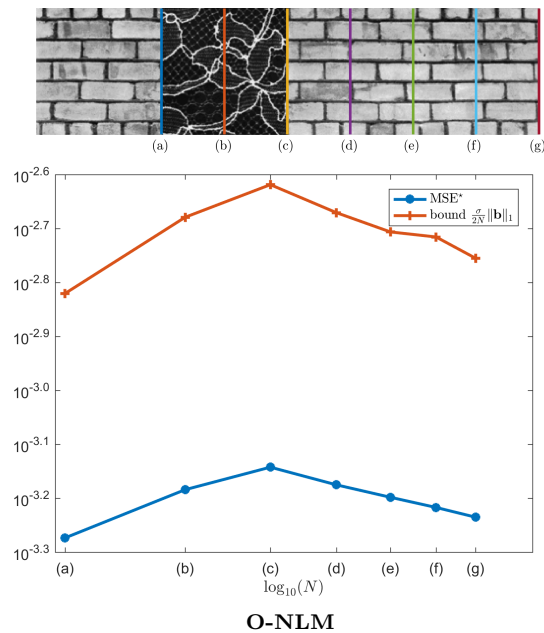 (a) (b) (c) (d) (e) (f) (g)
10^-2.6
MSE⋆
bound σ/2N ‖b‖₁
10^-2.7
10^-2.8
10^-2.9
10^-3.0
10^-3.1
10^-3.2
10^-3.3
(a) (b) (c) (d) (e) (f) (g)
log₁₀(N)
O-NLM